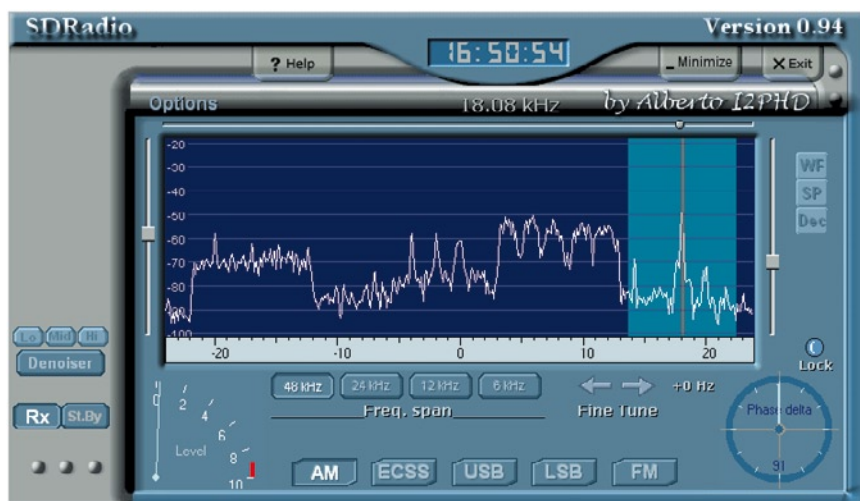 SDRadio
Version 0.94
16:50:54
? Help
_ Minimize
X Exit
Options
18.08 kHz
by Alberto I2PHD
-20
-30
-40
-50
-60
-70
-80
-90
-100
-20
-10
0
10
20
WF
SP
Dec
Lo
Mid
Hi
Denoiser
Lock
48 kHz
24 kHz
12 kHz
6 kHz
+0 Hz
Freq. span
Fine Tune
Rx
St.By
0
2
4
6
8
10
Level
Phase delta
91
AM
ECSS
USB
LSB
FM